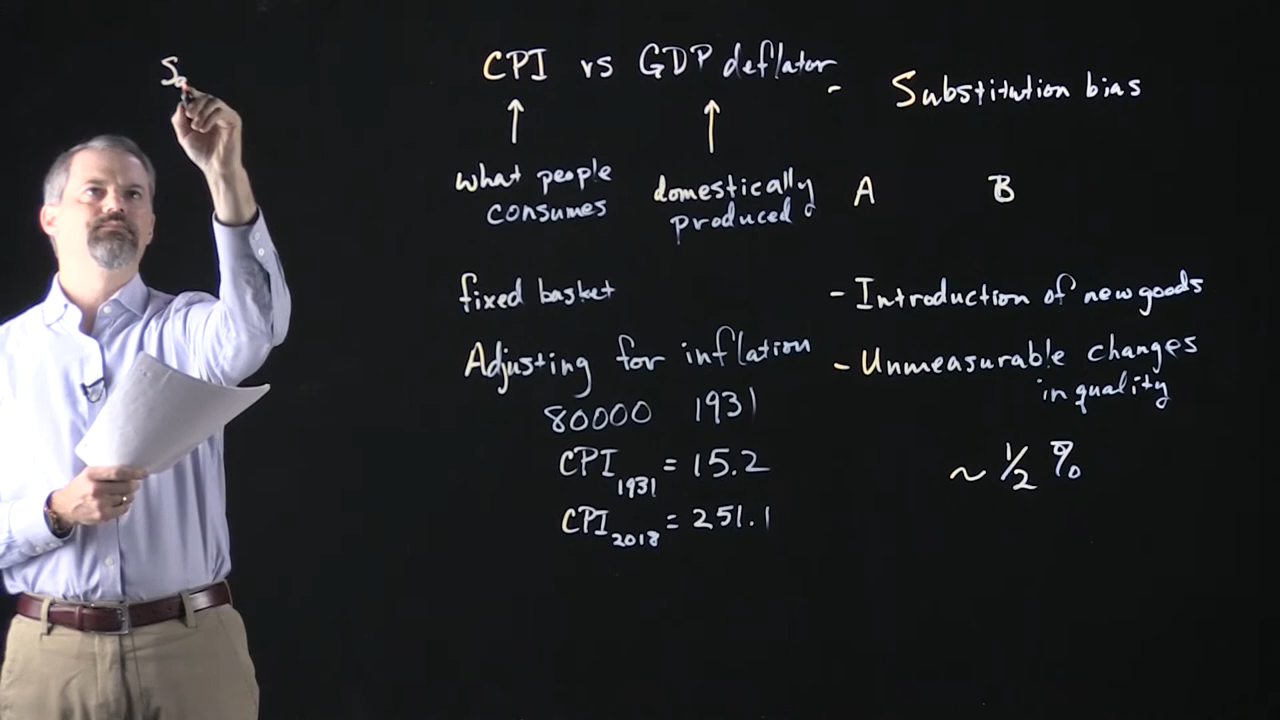 Sa
CPI vs GDP deflator
what people
consumes
domestically
produced
fixed basket
Adjusting for inflation
80000 1931
CPI1931 = 15.2
CPI2018 = 251.1
- Substitution bias
A B
- Introduction of new goods
- Unmeasurable changes
in quality
~ 1/2 %